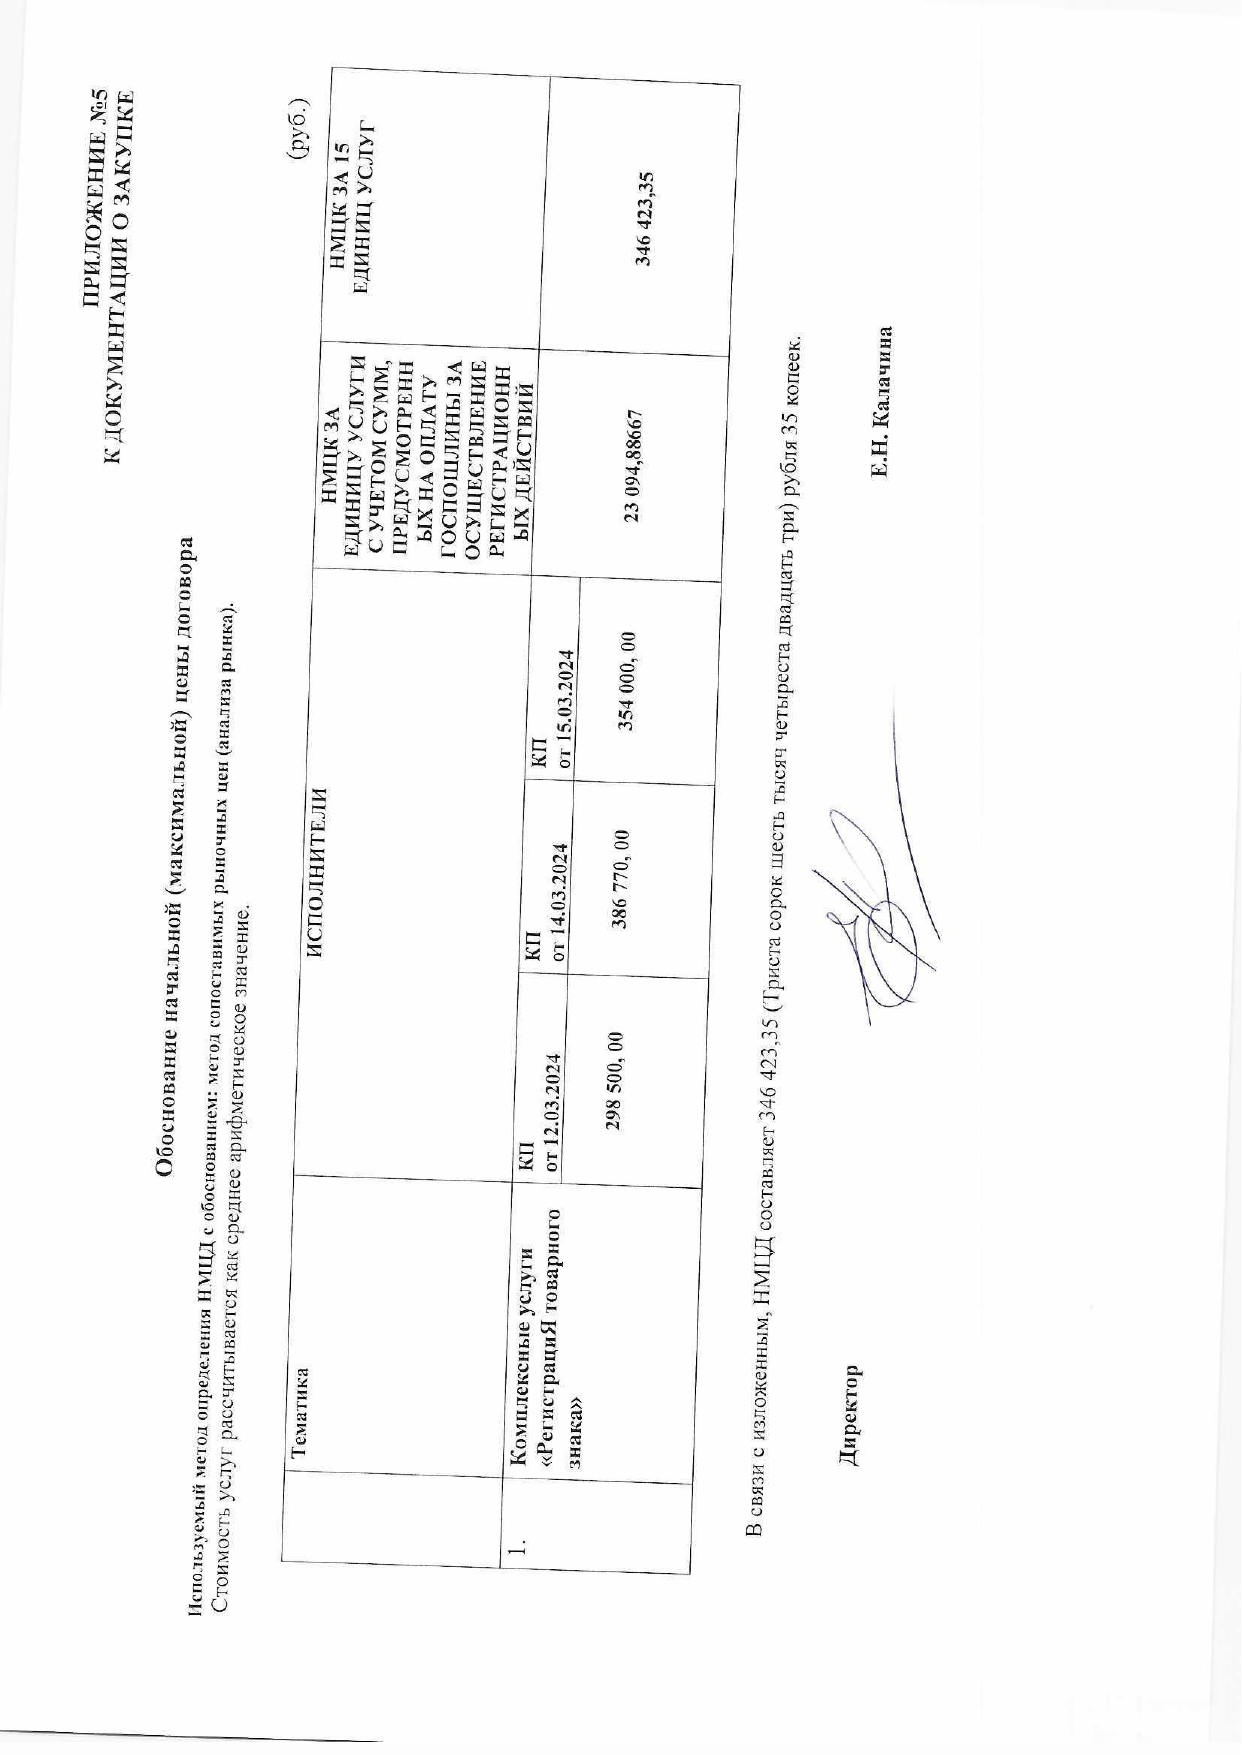 ПРИЛОЖЕНИЕ №5
К ДОКУМЕНТАЦИИ О ЗАКУПКЕ
Обоснование начальной (максимальной) цены договора
Используемый метод определения НМЦД с обоснованием: метод сопоставимых рыночных цен (анализа рынка).
Стоимость услуг рассчитывается как среднее арифметическое значение.
(руб.)
Тематика
ИСПОЛНИТЕЛИ
НМЦК ЗА
ЕДИНИЦУ УСЛУГИ
С УЧЕТОМ СУММ,
ПРЕДУСМОТРЕНН
ЫХ НА ОПЛАТУ
ГОСПОШЛИНЫ ЗА
ОСУЩЕСТВЛЕНИЕ
РЕГИСТРАЦИОНН
ЫХ ДЕЙСТВИЙ
НМЦК ЗА 15
ЕДИНИЦ УСЛУГ
1.
Комплексные услуги
«РегистрациЯ товарного
знака»
КП
от 12.03.2024
КП
от 14.03.2024
КП
от 15.03.2024
298 500, 00
386 770, 00
354 000, 00
23 094,88667
346 423,35
В связи с изложенным, НМЦД составляет 346 423,35 (Триста сорок шесть тысяч четыреста двадцать три) рубля 35 копеек.
Директор
Е.Н. Калачина